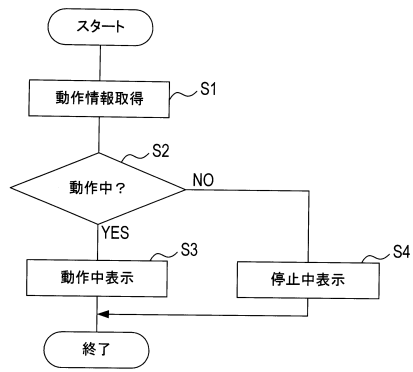 スタート
動作情報取得
S1
S2
動作中？
NO
YES
S3
動作中表示
S4
停止中表示
終了